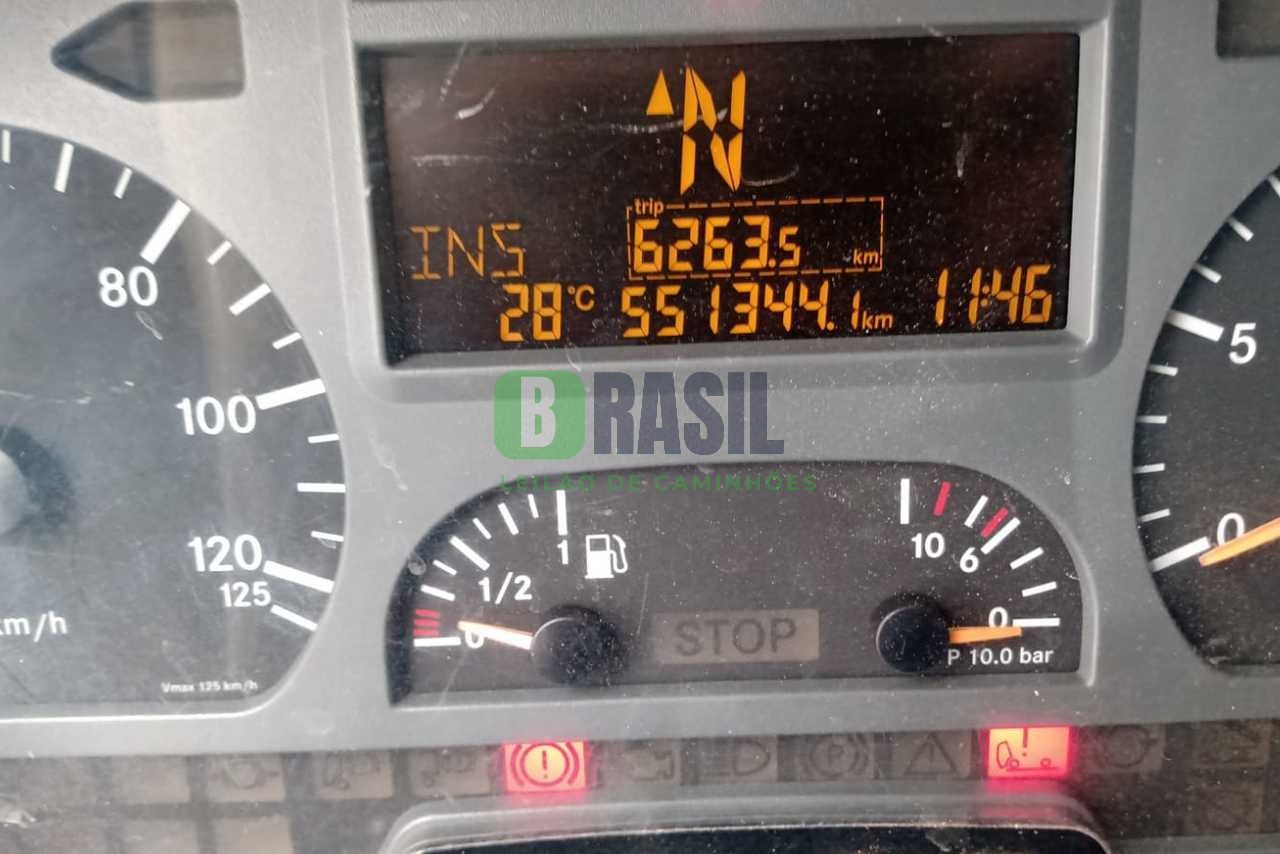 N
trip
INS 6263.5 km
28°C 551344.1 km 11:46
80
100
120
125
km/h
Vmax 125 km/h
BRASIL
LEILÃO DE CAMINHÕES
1
1/2
0
STOP
10
6
0
P 10.0 bar
5
0